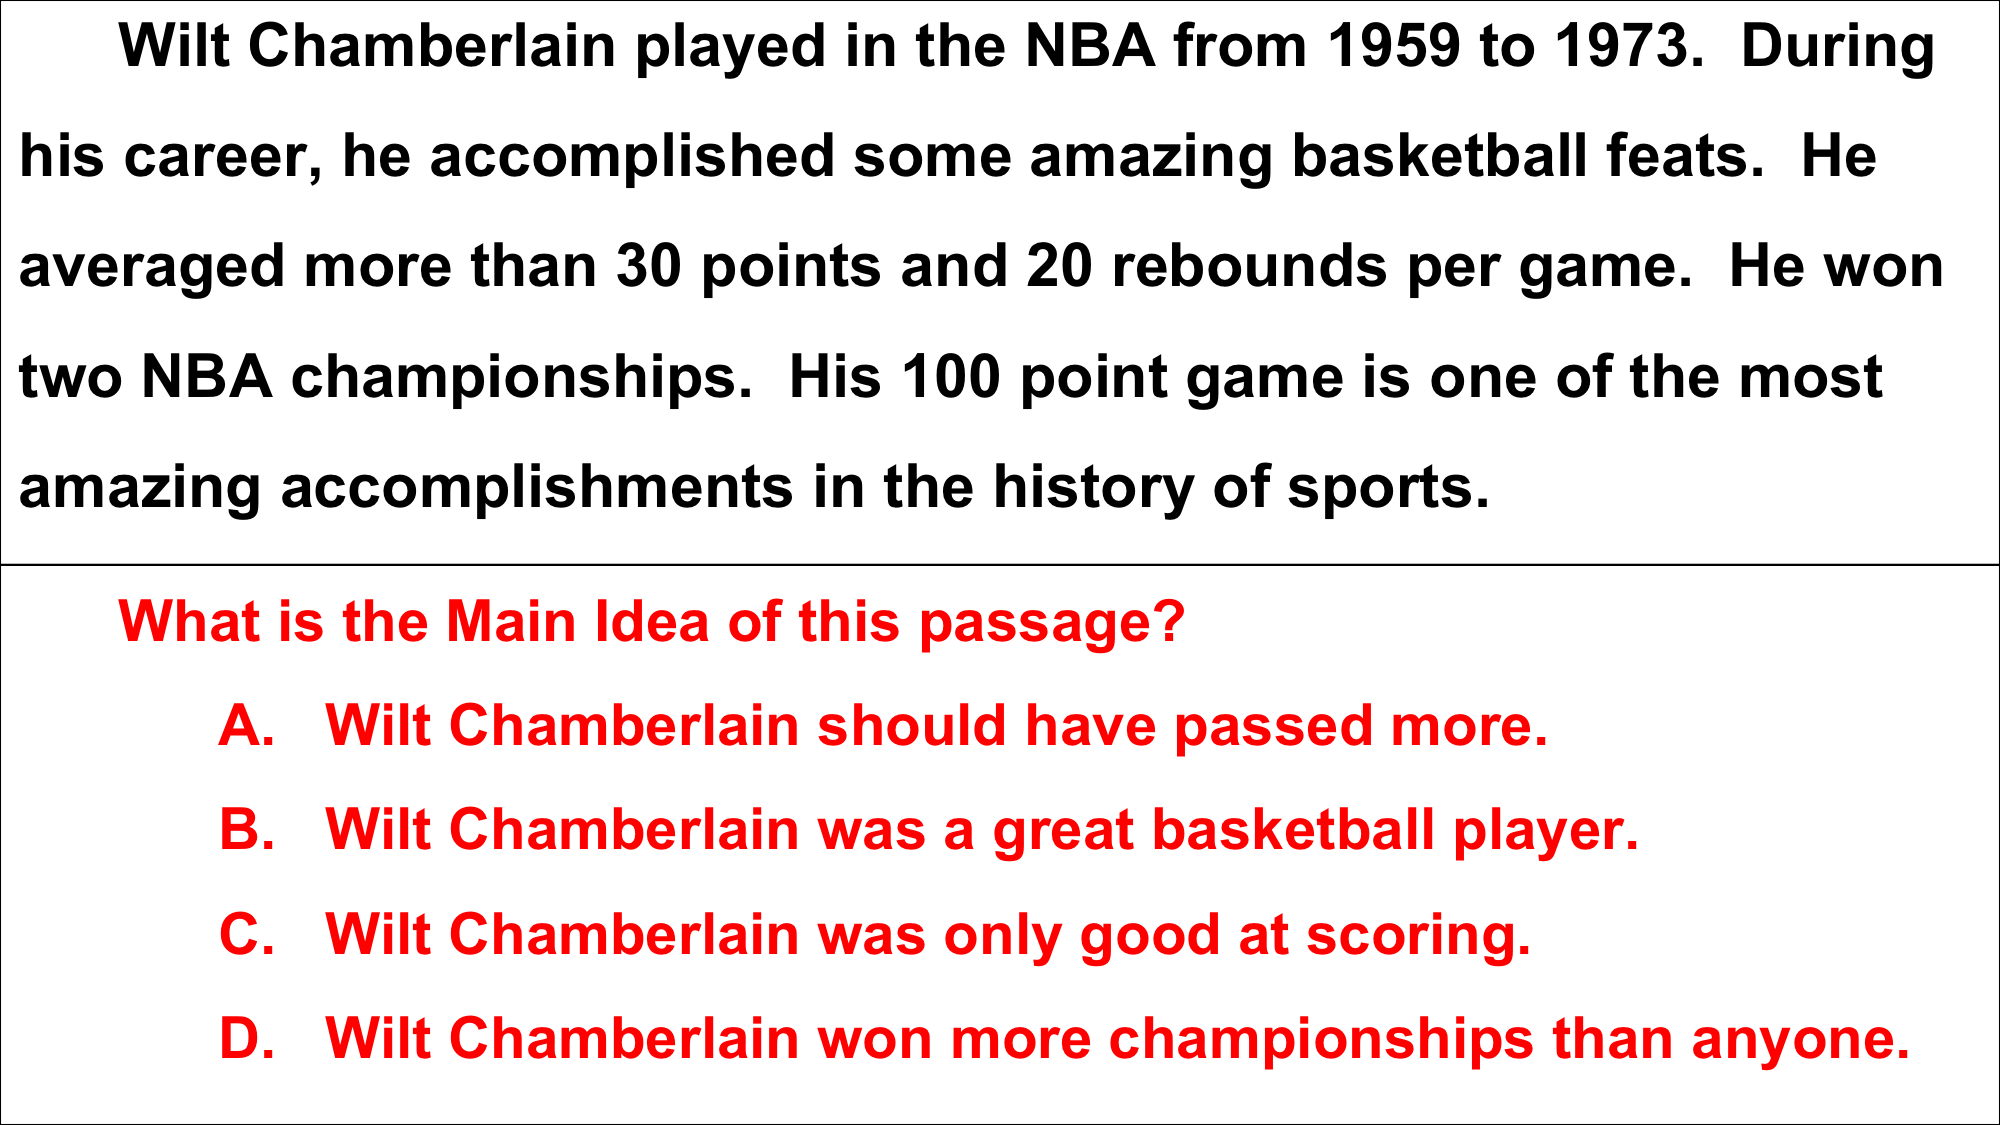 Wilt Chamberlain played in the NBA from 1959 to 1973.  During
his career, he accomplished some amazing basketball feats.  He
averaged more than 30 points and 20 rebounds per game.  He won
two NBA championships.  His 100 point game is one of the most
amazing accomplishments in the history of sports.
What is the Main Idea of this passage?
A.   Wilt Chamberlain should have passed more.
B.   Wilt Chamberlain was a great basketball player.
C.   Wilt Chamberlain was only good at scoring.
D.   Wilt Chamberlain won more championships than anyone.